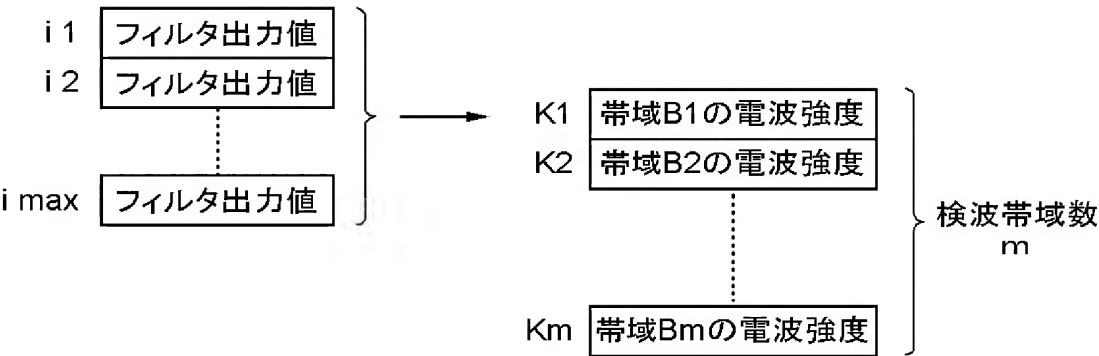 i 1 フィルタ出力値
i 2 フィルタ出力値
i max フィルタ出力値
K1 帯域B1の電波強度
K2 帯域B2の電波強度
Km 帯域Bmの電波強度
検波帯域数
m